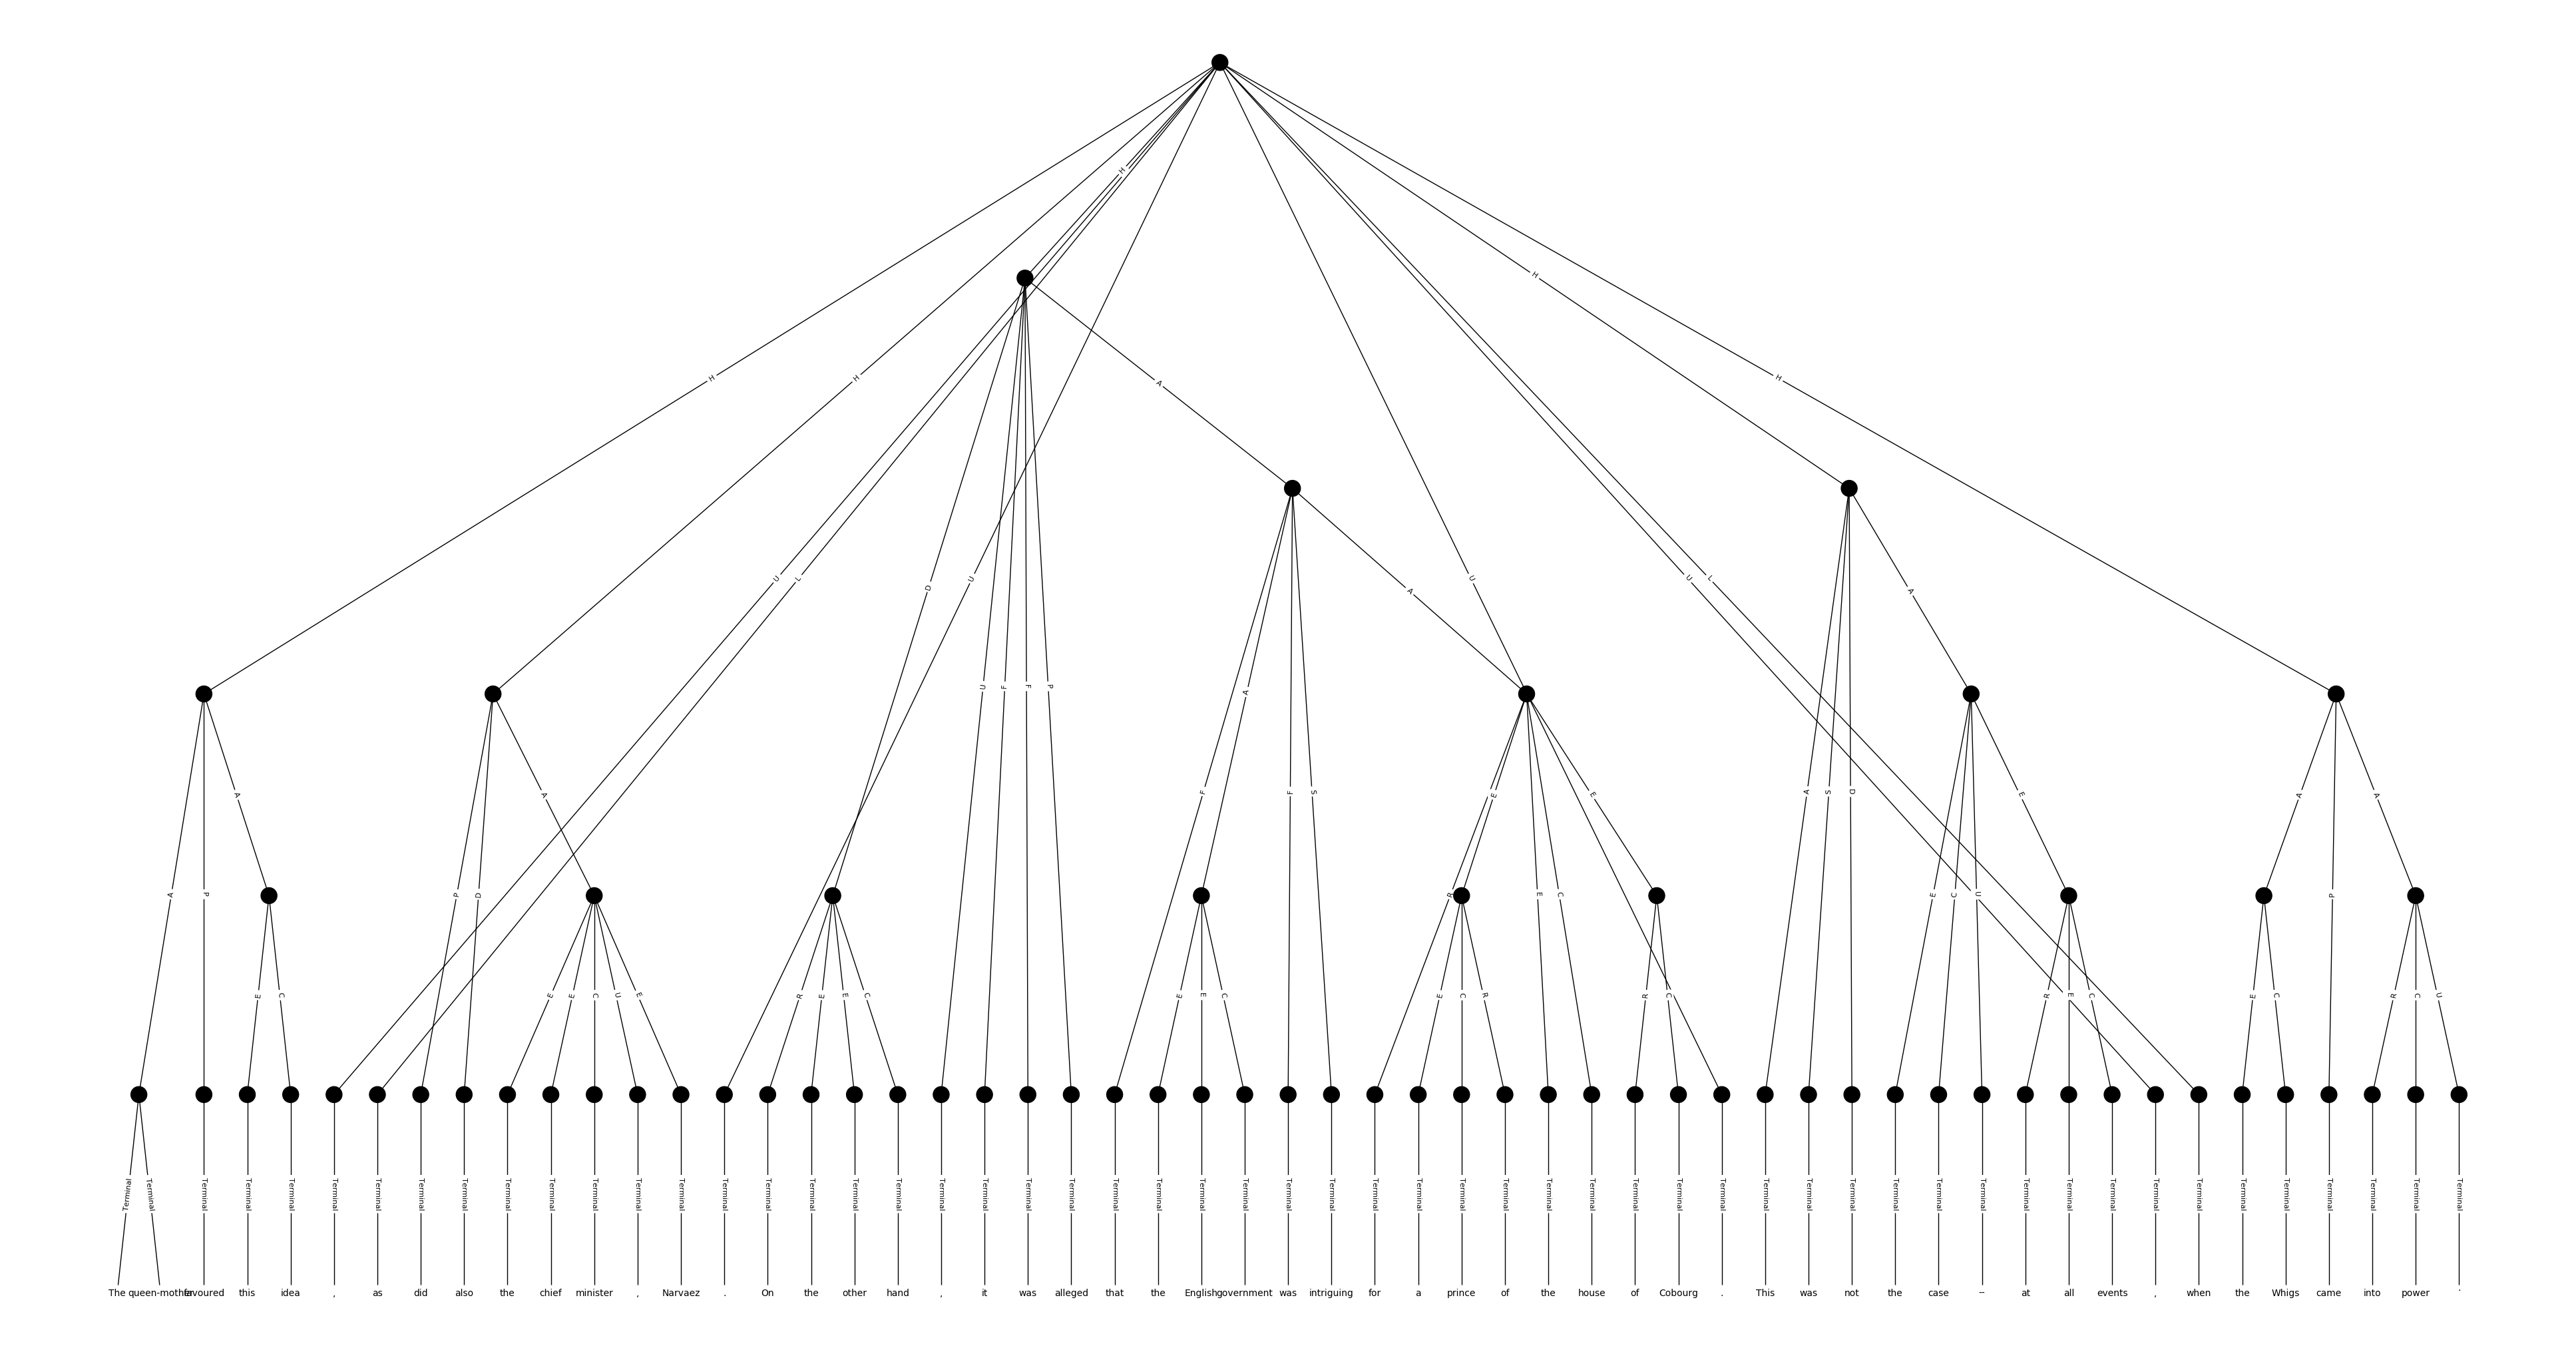 H
H H H
H
A
U L U D U A A
U F F P A
A E F F S R E A S D E A A
A P P D R E C E C U P
E C E E C U E R E E C E E C E C R R C R E C E C R C U
Terminal Terminal Terminal Terminal Terminal Terminal Terminal Terminal Terminal Terminal Terminal Terminal Terminal Terminal Terminal Terminal Terminal Terminal Terminal Terminal Terminal Terminal Terminal Terminal Terminal Terminal Terminal Terminal Terminal Terminal Terminal Terminal Terminal Terminal Terminal Terminal Terminal Terminal Terminal Terminal Terminal Terminal Terminal Terminal Terminal Terminal Terminal Terminal Terminal Terminal Terminal Terminal Terminal Terminal
The queen-mother favoured this idea , as did also the chief minister , Narvaez . On the other hand , it was alleged that the English government was intriguing for a prince of the house of Cobourg . This was not the case -- at all events , when the Whigs came into power .